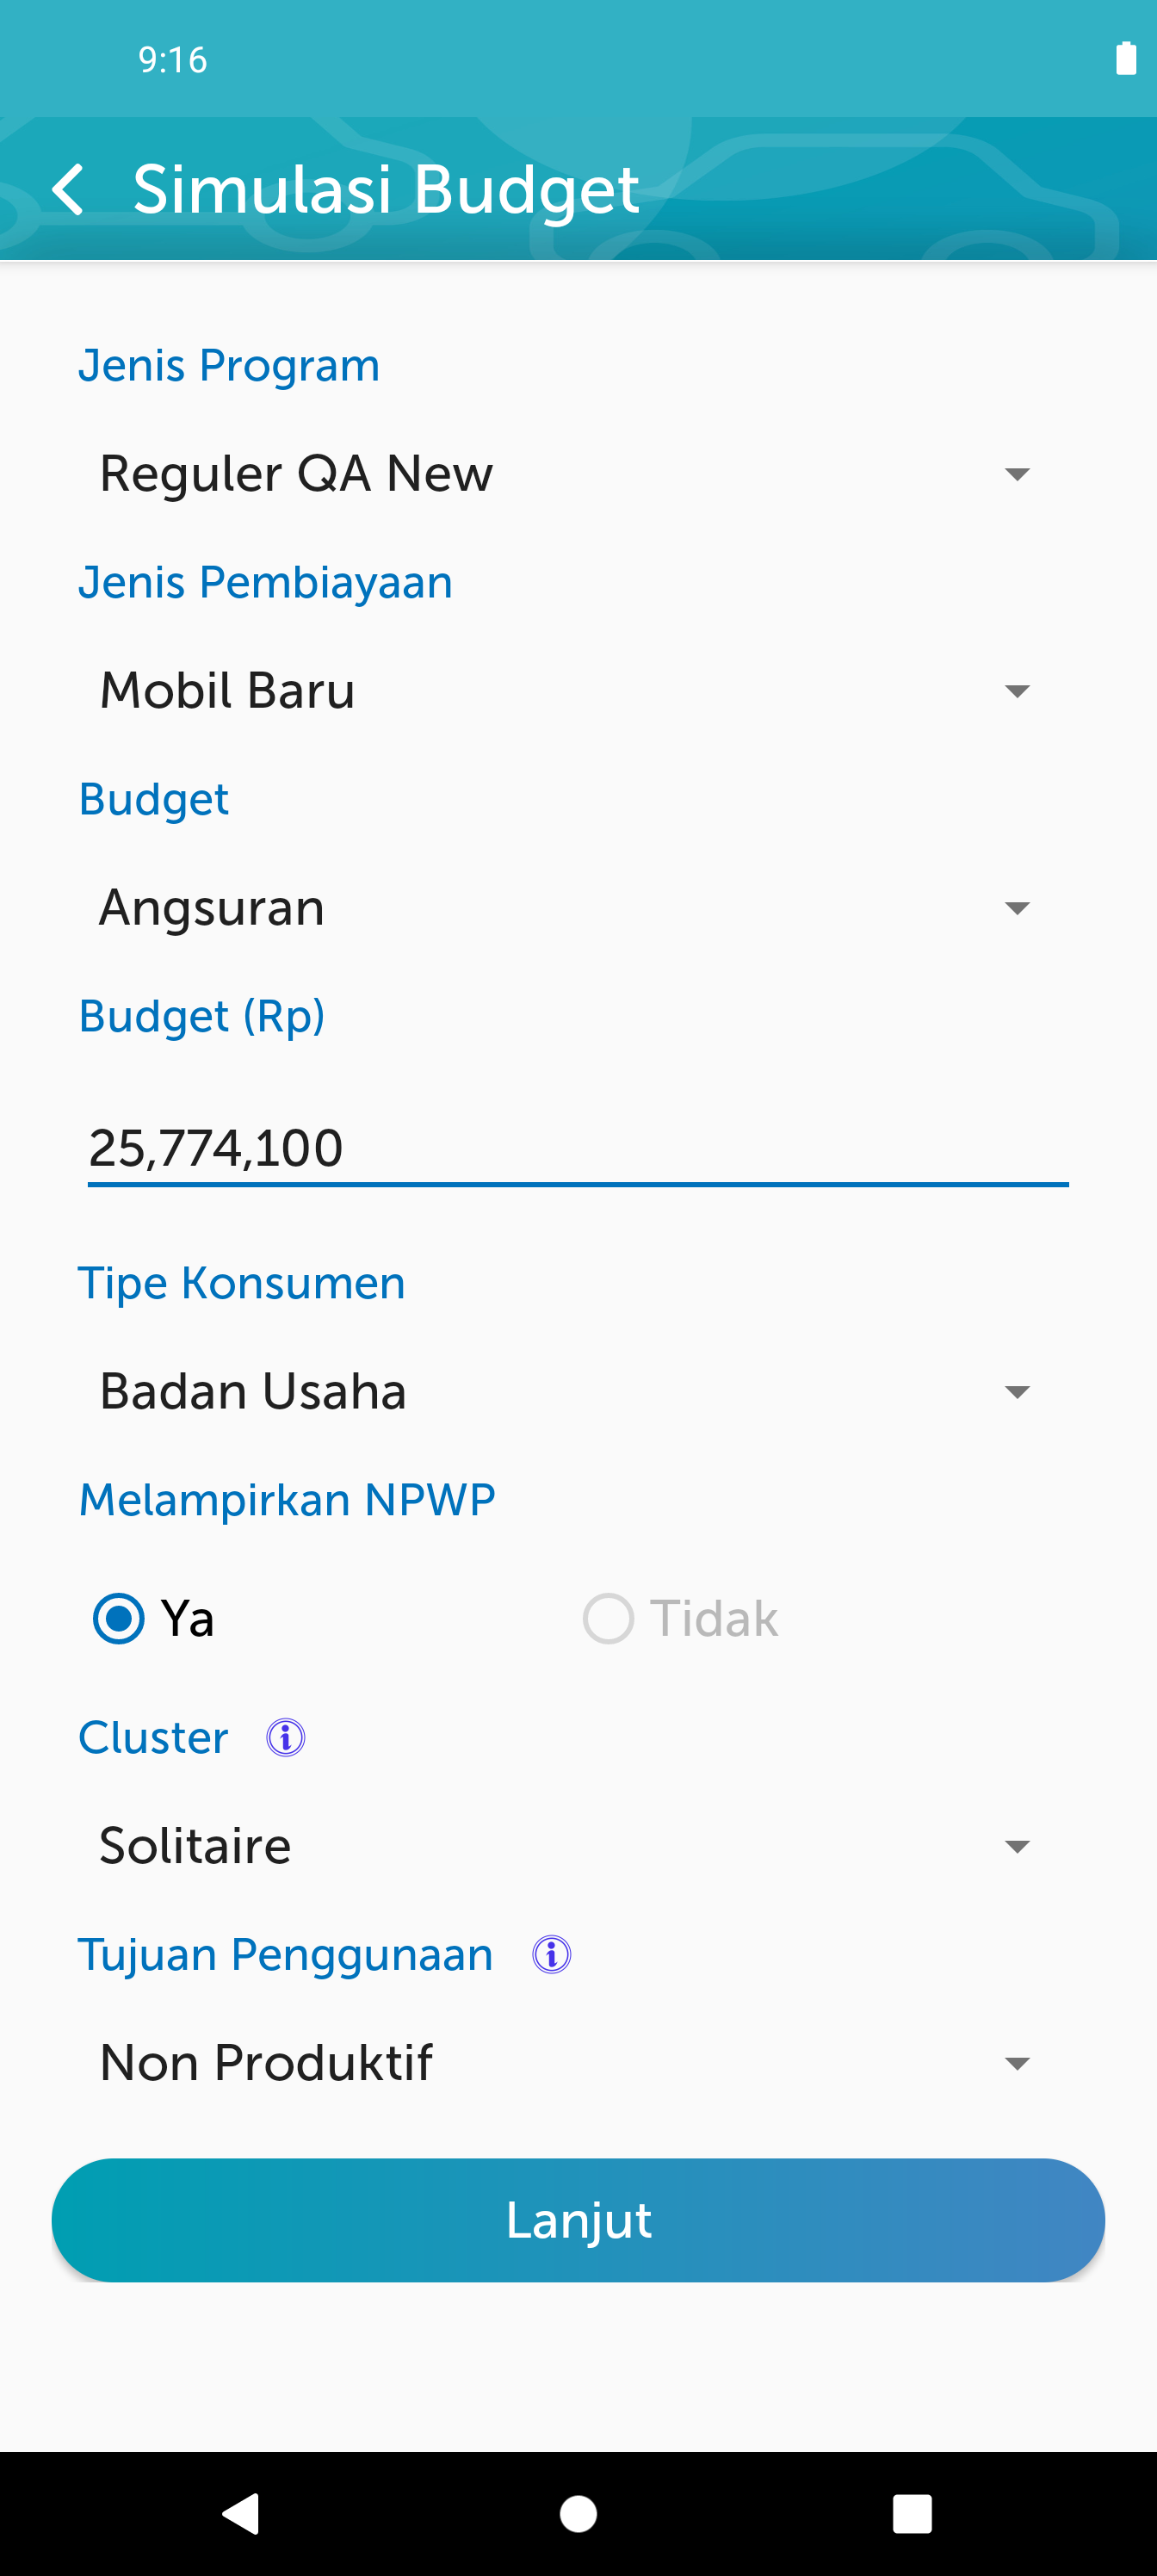 9:16
Simulasi Budget
Jenis Program
Reguler QA New
Jenis Pembiayaan
Mobil Baru
Budget
Angsuran
Budget (Rp)
25,774,100
Tipe Konsumen
Badan Usaha
Melampirkan NPWP
Ya Tidak
Cluster
Solitaire
Tujuan Penggunaan
Non Produktif
Lanjut